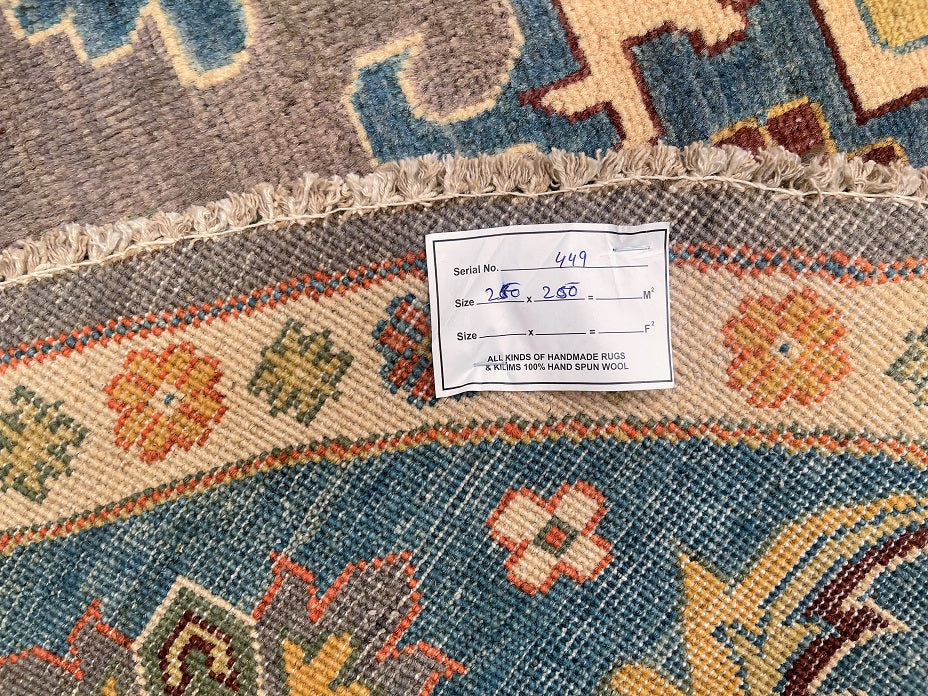 Serial No. 449
Size 250 x 250 = M²
Size x = F²
ALL KINDS OF HANDMADE RUGS
& KILIMS 100% HAND SPUN WOOL